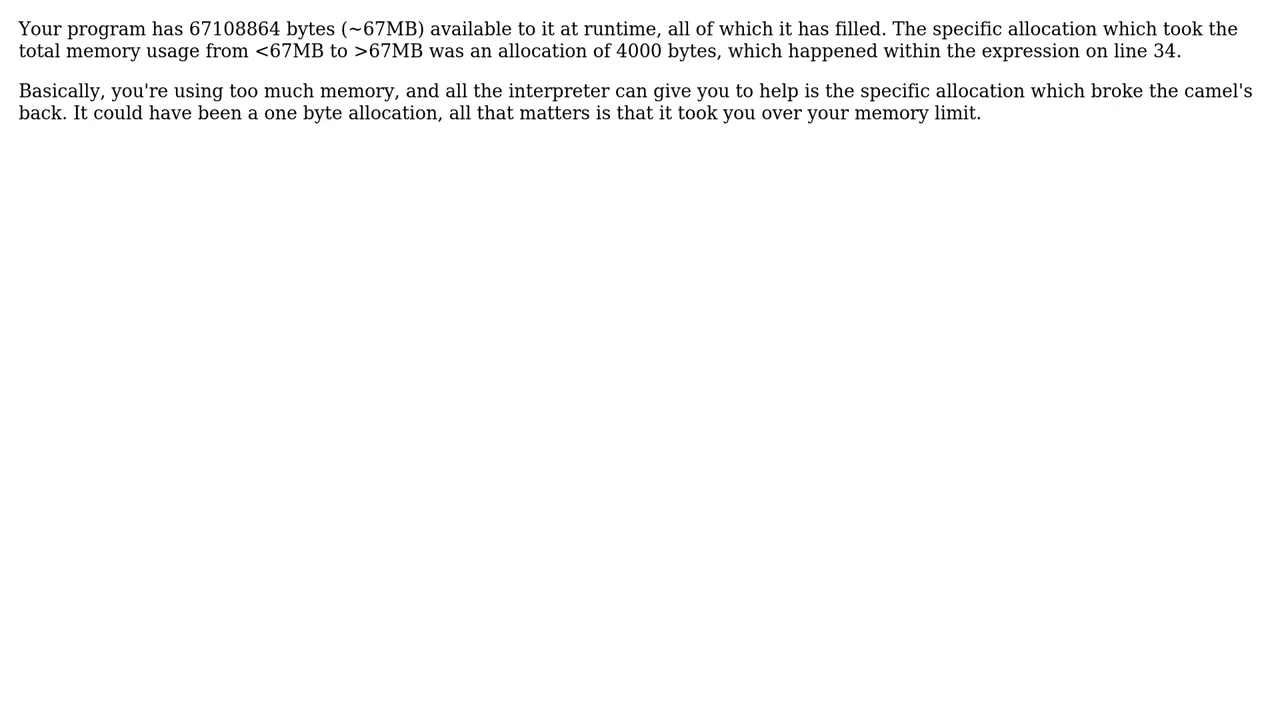 Your program has 67108864 bytes (~67MB) available to it at runtime, all of which it has filled. The specific allocation which took the
total memory usage from <67MB to >67MB was an allocation of 4000 bytes, which happened within the expression on line 34.
Basically, you're using too much memory, and all the interpreter can give you to help is the specific allocation which broke the camel's
back. It could have been a one byte allocation, all that matters is that it took you over your memory limit.